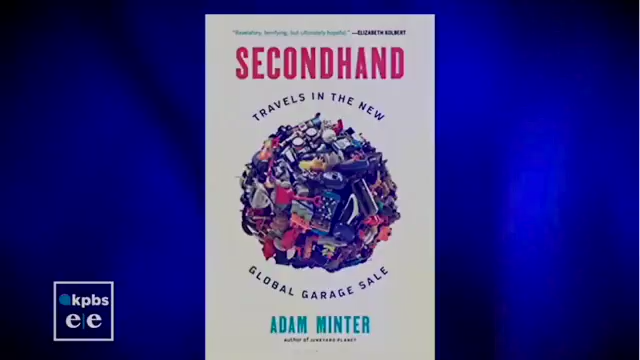 "Revelatory, terrifying, but ultimately hopeful." —ELIZABETH KOLBERT
SECONDHAND
TRAVELS IN THE NEW
GLOBAL GARAGE SALE
ADAM MINTER
author of JUNKYARD PLANET
kpbs
e|e